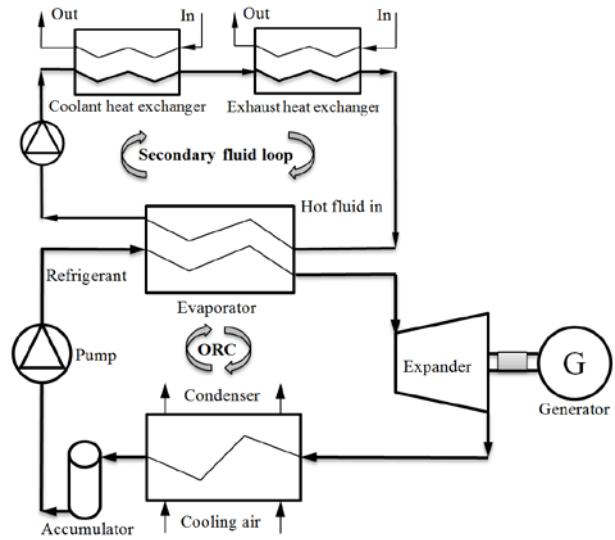 Out
In
Out
In
Coolant heat exchanger
Exhaust heat exchanger
Secondary fluid loop
Hot fluid in
Refrigerant
Evaporator
Pump
ORC
Expander
G
Condenser
Generator
Accumulator
Cooling air